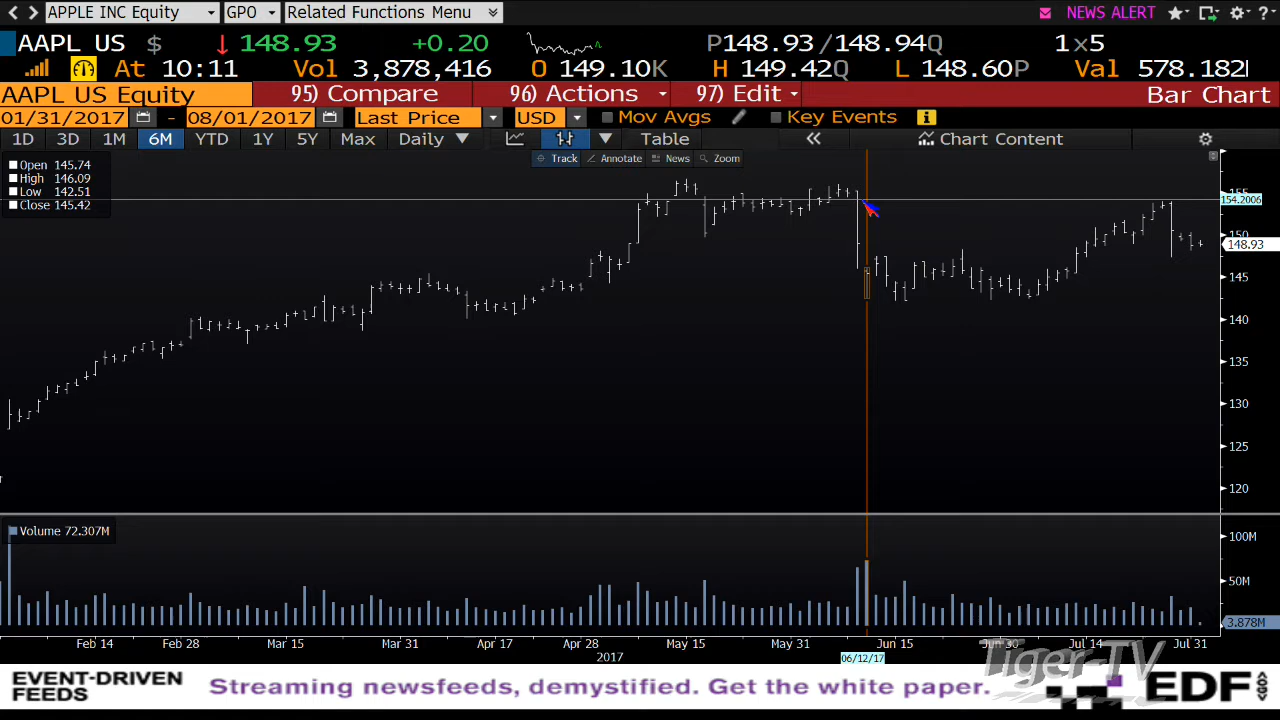 APPLE INC Equity GPO Related Functions Menu NEWS ALERT ?
AAPL US $ 148.93 +0.20 P148.93/148.94Q 1×5
At 10:11 Vol 3,878,416 O 149.10K H 149.42Q L 148.60P Val 578.182
AAPL US Equity 95) Compare 96) Actions 97) Edit Bar Chart
01/31/2017 - 08/01/2017 Last Price USD Mov Avgs Key Events i
1D 3D 1M 6M YTD 1Y 5Y Max Daily Table « Chart Content
Track Annotate News Zoom
Open 145.74
High 146.09
Low 142.51
Close 145.42
155
154.2006
150
148.93
145
140
135
130
125
120
Volume 72.307M
100M
50M
3.878M
Feb 14 Feb 28 Mar 15 Mar 31 Apr 17 Apr 28 May 15 May 31 Jun 15 Jun 30 Jul 14 Jul 31
2017
06/12/17
Tiger-TV
EVENT-DRIVEN
FEEDS
Streaming newsfeeds, demystified. Get the white paper.
EDF